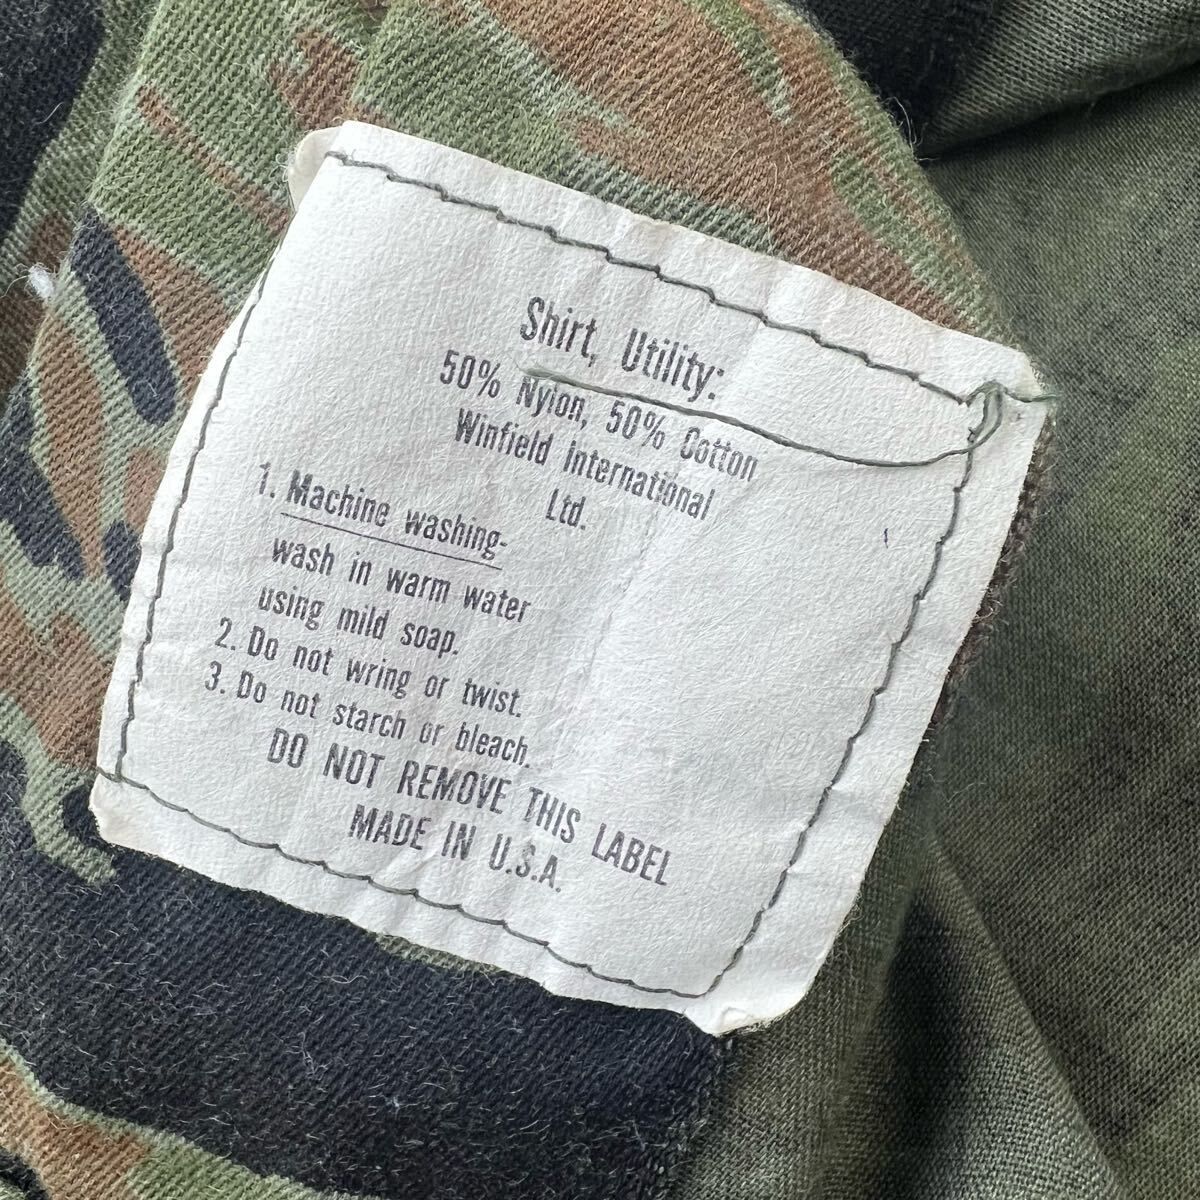 Shirt, Utility:
50% Nylon, 50% Cotton
Winfield International
Ltd.
1. Machine washing-
wash in warm water
using mild soap.
2. Do not wring or twist.
3. Do not starch or bleach.
DO NOT REMOVE THIS LABEL
MADE IN U.S.A.